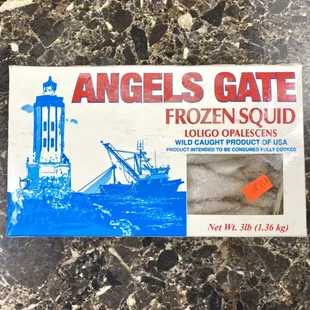 ANGELS GATE
FROZEN SQUID
LOLIGO OPALESCENS
WILD CAUGHT PRODUCT OF USA
PRODUCT INTENDED TO BE CONSUMED FULLY COOKED
Net Wt. 3lb (1.36 kg)